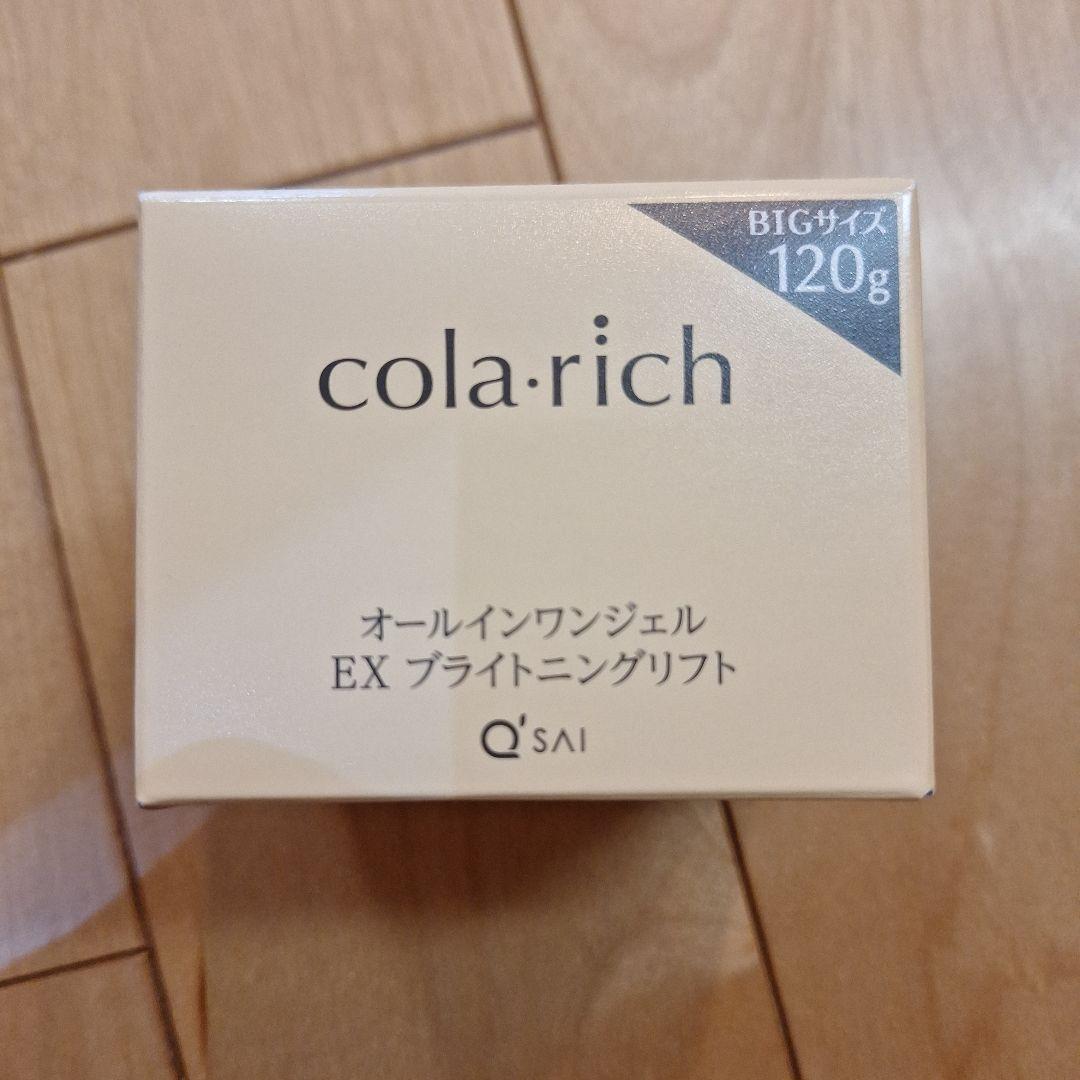 BIGサイズ
120g
cola・rich
オールインワンジェル
EX ブライトニングリフト
Q'SAI